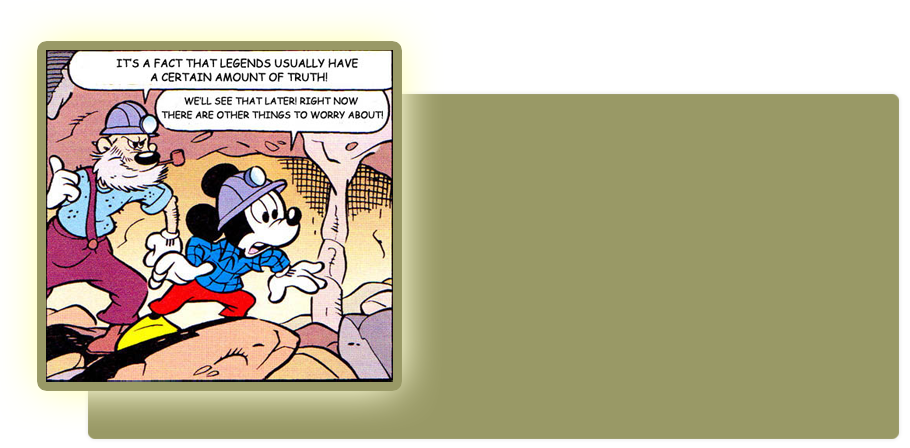 IT'S A FACT THAT LEGENDS USUALLY HAVE
A CERTAIN AMOUNT OF TRUTH!
WE'LL SEE THAT LATER! RIGHT NOW
THERE ARE OTHER THINGS TO WORRY ABOUT!